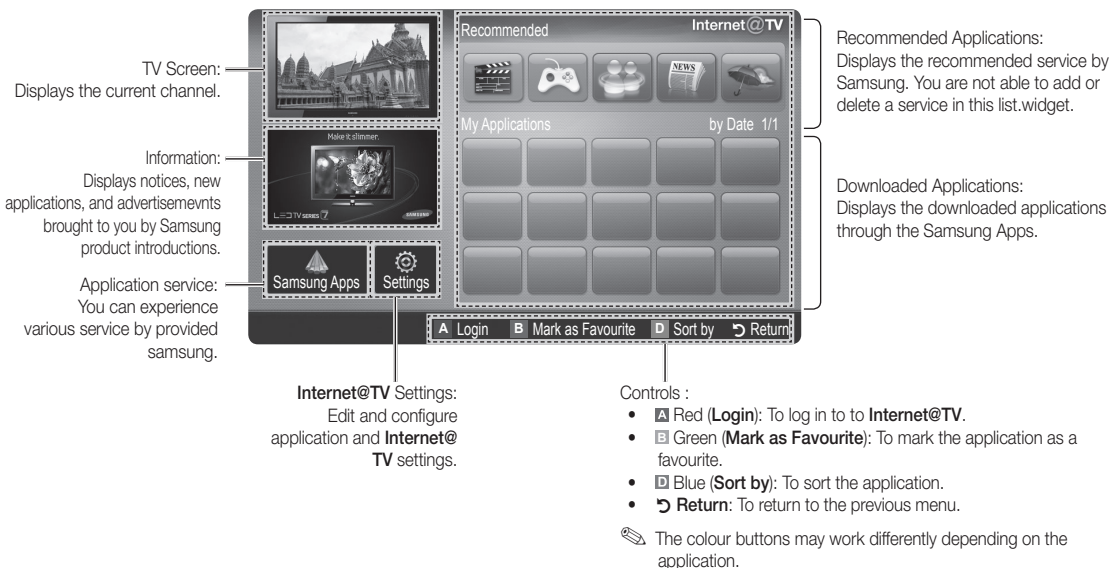 TV Screen:
Displays the current channel.
Information:
Displays notices, new
applications, and advertisemevnts
brought to you by Samsung
product introductions.
Application service:
You can experience
various service by provided
samsung.
Make it slimmer.
LED TV SERIES 7
SAMSUNG
Samsung Apps
Settings
Recommended
Internet@TV
NEWS
My Applications
by Date 1/1
A Login B Mark as Favourite D Sort by Return
Recommended Applications:
Displays the recommended service by
Samsung. You are not able to add or
delete a service in this list.widget.
Downloaded Applications:
Displays the downloaded applications
through the Samsung Apps.
Internet@TV Settings:
Edit and configure
application and Internet@
TV settings.
Controls :
• A Red (Login): To log in to to Internet@TV.
• B Green (Mark as Favourite): To mark the application as a
favourite.
• D Blue (Sort by): To sort the application.
• Return: To return to the previous menu.
The colour buttons may work differently depending on the
application.